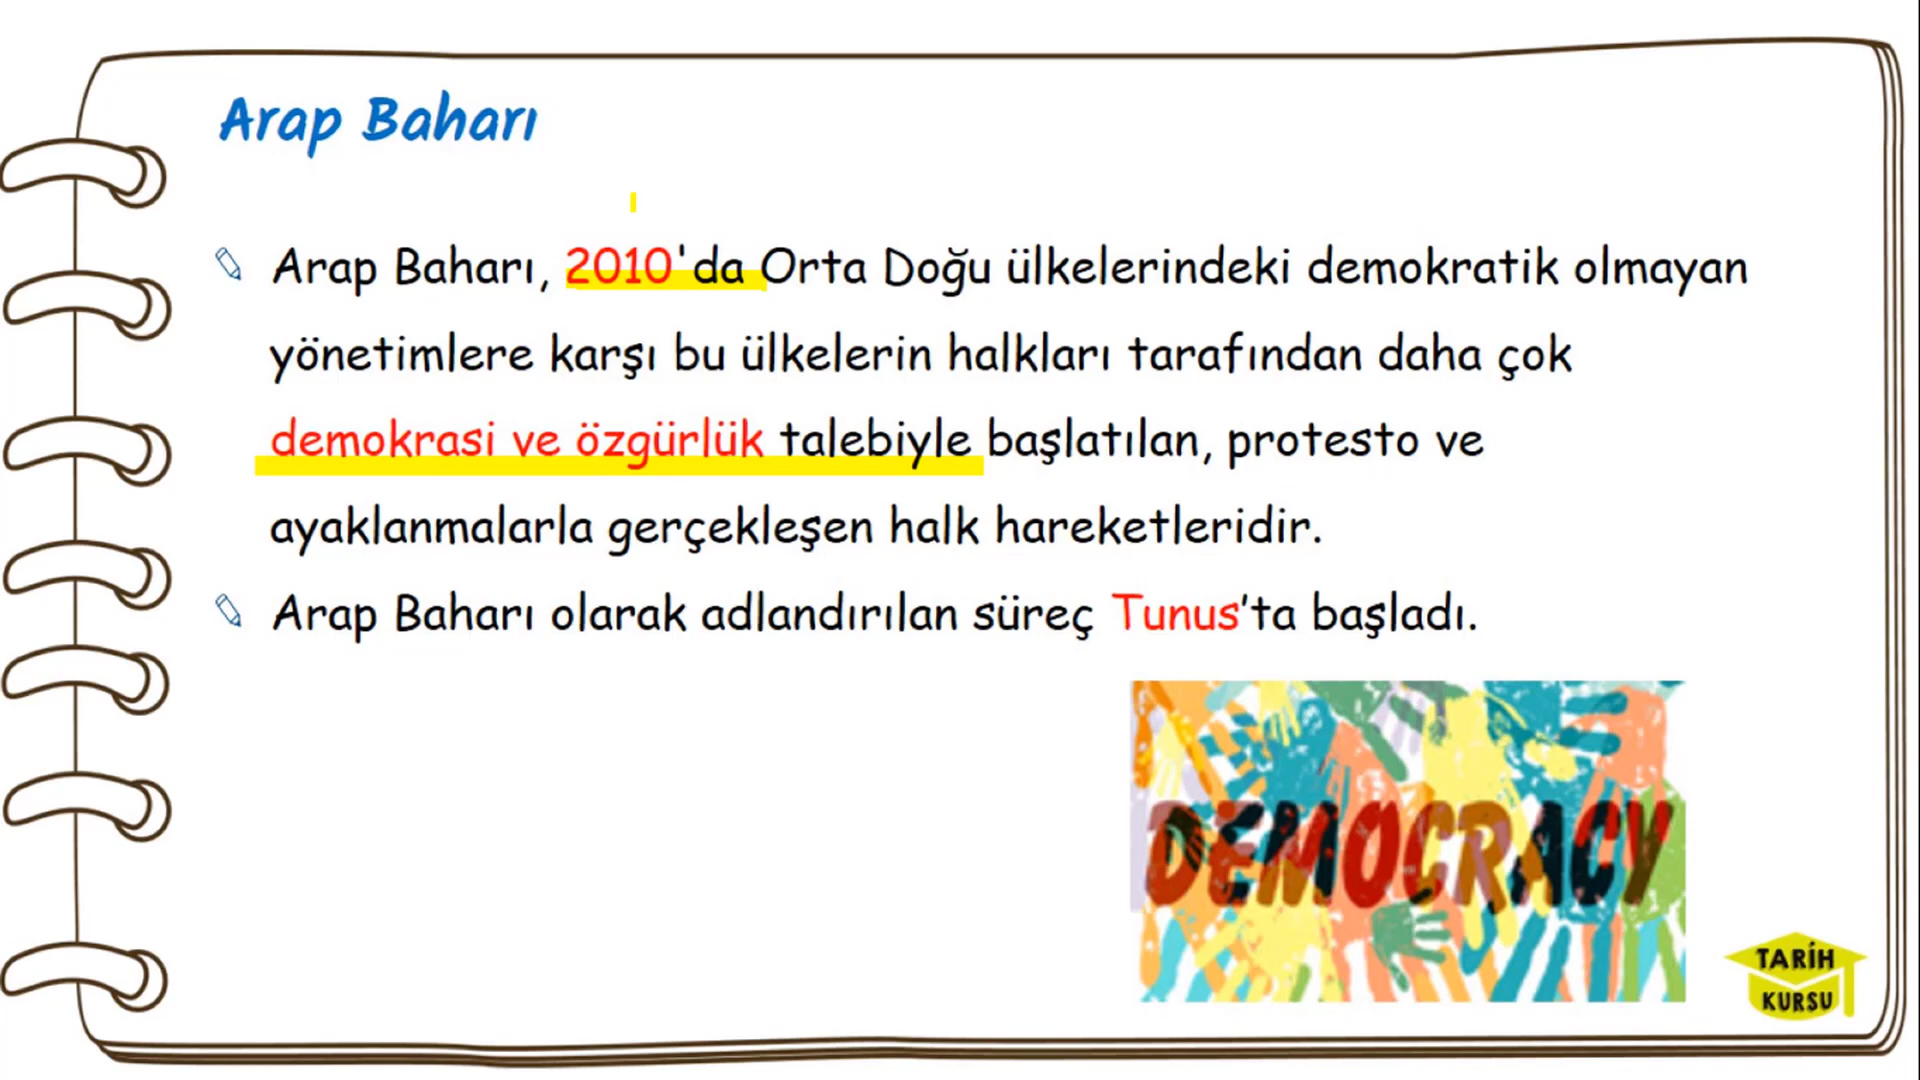 Arap Baharı
Arap Baharı, 2010'da Orta Doğu ülkelerindeki demokratik olmayan
yönetimlere karşı bu ülkelerin halkları tarafından daha çok
demokrasi ve özgürlük talebiyle başlatılan, protesto ve
ayaklanmalarla gerçekleşen halk hareketleridir.
Arap Baharı olarak adlandırılan süreç Tunus’ta başladı.
DEMOCRACY
TARİH
KURSU